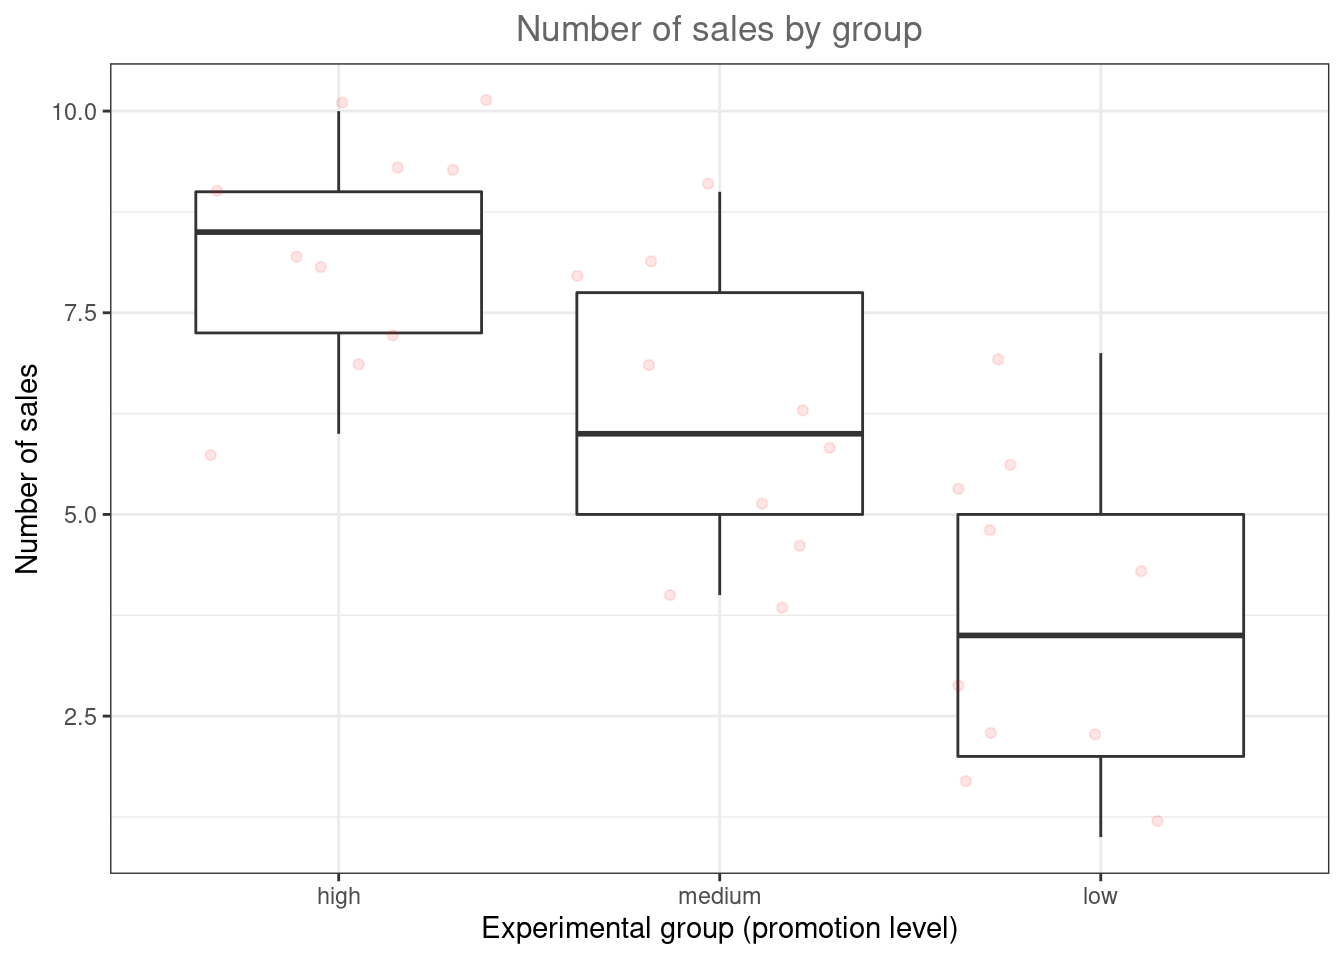 Number of sales by group
Number of sales
10.0
7.5
5.0
2.5
high
medium
low
Experimental group (promotion level)